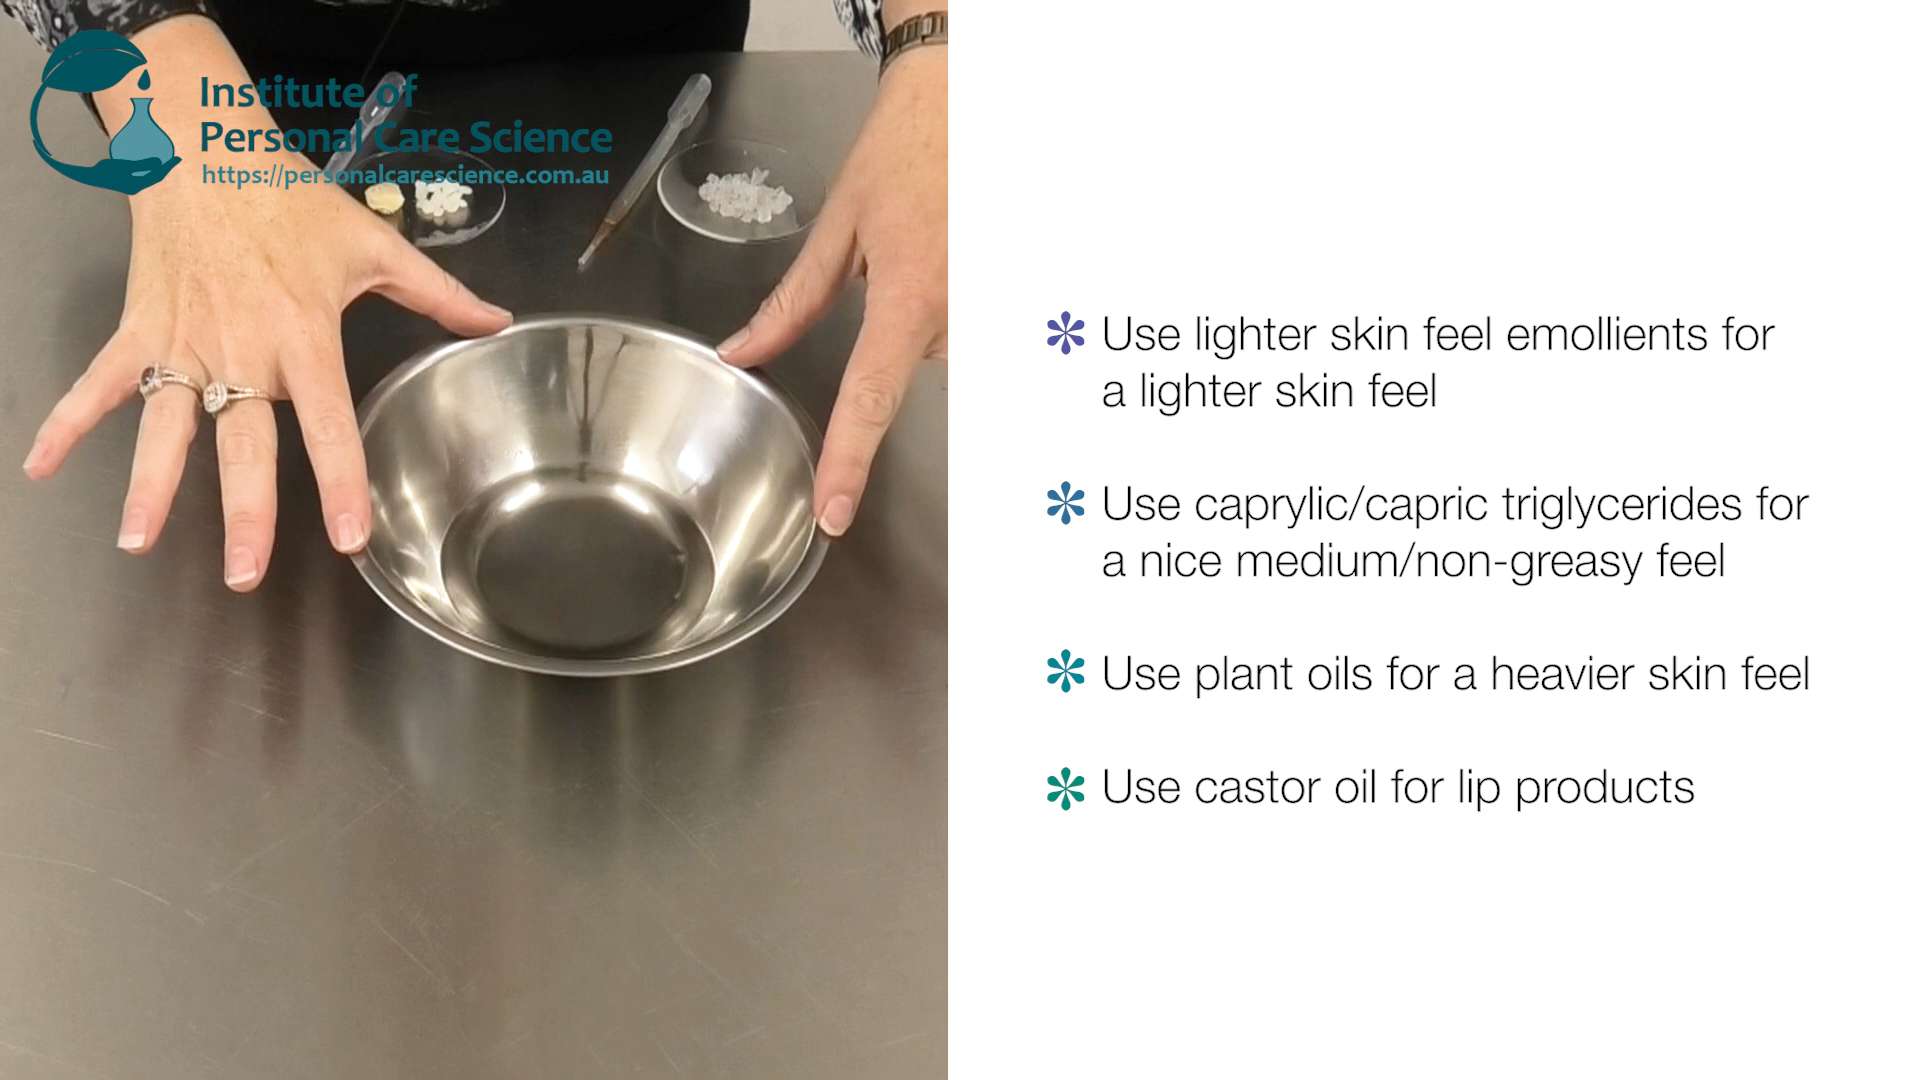 Institute of
Personal Care Science
https://personalcarescience.com.au
Use lighter skin feel emollients for
a lighter skin feel
Use caprylic/capric triglycerides for
a nice medium/non-greasy feel
Use plant oils for a heavier skin feel
Use castor oil for lip products